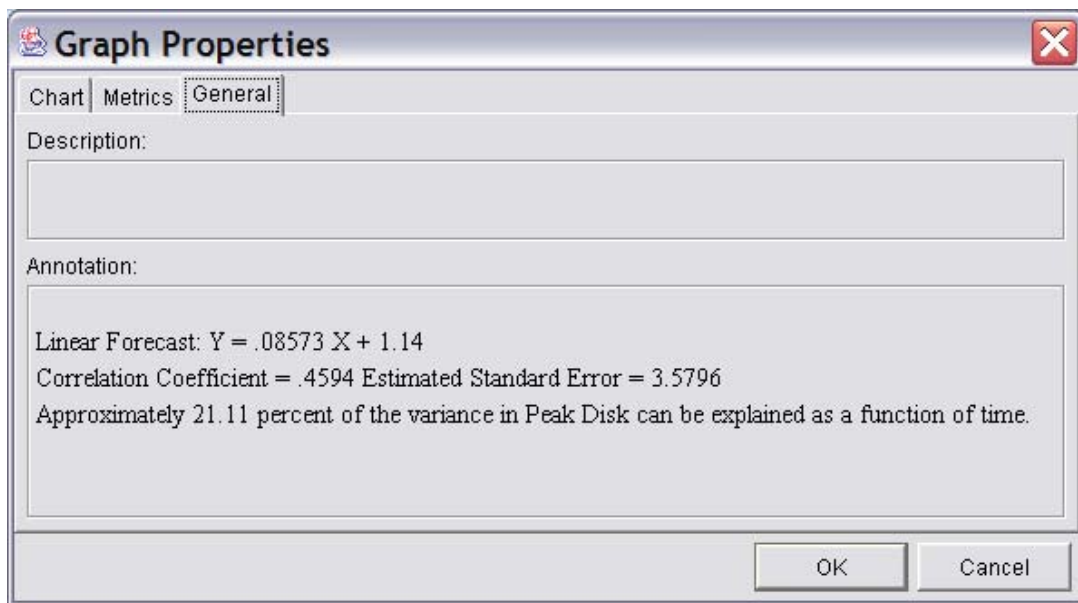 Graph Properties
Chart Metrics General
Description:
Annotation:
Linear Forecast: Y = .08573 X + 1.14
Correlation Coefficient = .4594 Estimated Standard Error = 3.5796
Approximately 21.11 percent of the variance in Peak Disk can be explained as a function of time.
OK Cancel